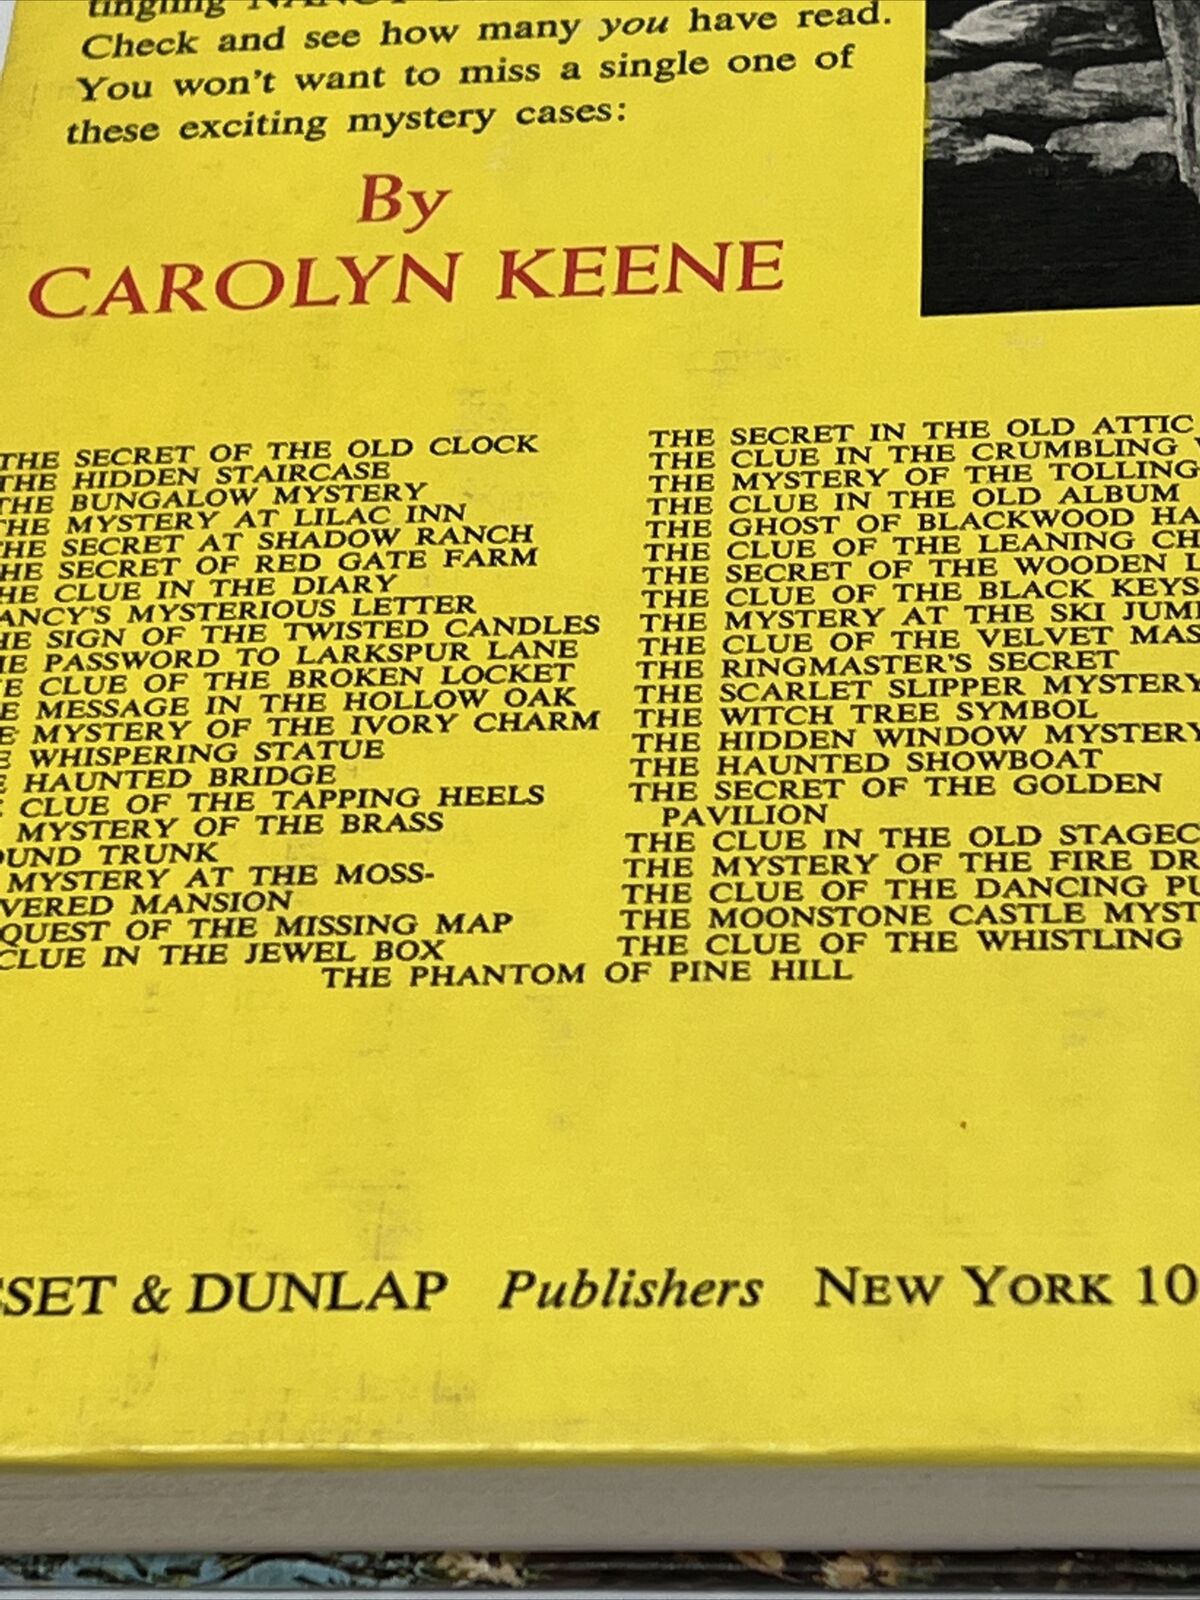 tingling NANCY
Check and see how many you have read.
You won't want to miss a single one of
these exciting mystery cases:
By
CAROLYN KEENE
THE SECRET OF THE OLD CLOCK
THE HIDDEN STAIRCASE
THE BUNGALOW MYSTERY
THE MYSTERY AT LILAC INN
HE SECRET AT SHADOW RANCH
HE SECRET OF RED GATE FARM
HE CLUE IN THE DIARY
ANCY'S MYSTERIOUS LETTER
HE SIGN OF THE TWISTED CANDLES
HE PASSWORD TO LARKSPUR LANE
E CLUE OF THE BROKEN LOCKET
E MESSAGE IN THE HOLLOW OAK
E MYSTERY OF THE IVORY CHARM
E WHISPERING STATUE
E HAUNTED BRIDGE
CLUE OF THE TAPPING HEELS
MYSTERY OF THE BRASS
OUND TRUNK
MYSTERY AT THE MOSS-
VERED MANSION
QUEST OF THE MISSING MAP
CLUE IN THE JEWEL BOX
THE SECRET IN THE OLD ATTIC
THE CLUE IN THE CRUMBLING
THE MYSTERY OF THE TOLLING
THE CLUE IN THE OLD ALBUM
THE GHOST OF BLACKWOOD HA
THE CLUE OF THE LEANING CH
THE SECRET OF THE WOODEN L
THE CLUE OF THE BLACK KEYS
THE MYSTERY AT THE SKI JUM
THE CLUE OF THE VELVET MAS
THE RINGMASTER'S SECRET
THE SCARLET SLIPPER MYSTERY
THE WITCH TREE SYMBOL
THE HIDDEN WINDOW MYSTERY
THE HAUNTED SHOWBOAT
THE SECRET OF THE GOLDEN
PAVILION
THE CLUE IN THE OLD STAGEC
THE MYSTERY OF THE FIRE DR
THE CLUE OF THE DANCING PU
THE MOONSTONE CASTLE MYST
THE CLUE OF THE WHISTLING
THE PHANTOM OF PINE HILL
SSET & DUNLAP Publishers NEW YORK 10